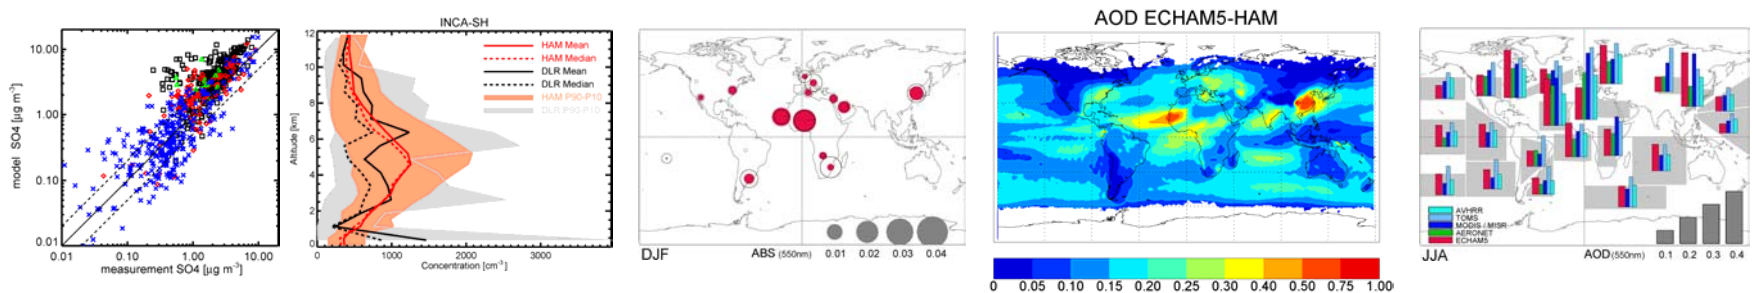 10.00
1.00
0.10
0.01
model SO4 [µg m⁻³]
0.01 0.10 1.00 10.00
measurement SO4 [µg m⁻³]
INCA-SH
12
10
8
6
4
2
0
Altitude [km]
HAM Mean
HAM Median
DLR Mean
DLR Median
HAM P90-P10
DLR P90-P10
0 1000 2000 3000
Concentration [cm⁻³]
DJF
ABS (550nm)
0.01 0.02 0.03 0.04
AOD ECHAM5-HAM
0 0.05 0.10 0.15 0.20 0.25 0.30 0.40 0.50 0.75 1.00
AVHRR
TOMS
MODIS / MISR
AERONET
ECHAM5
JJA
AOD (550nm)
0.1 0.2 0.3 0.4